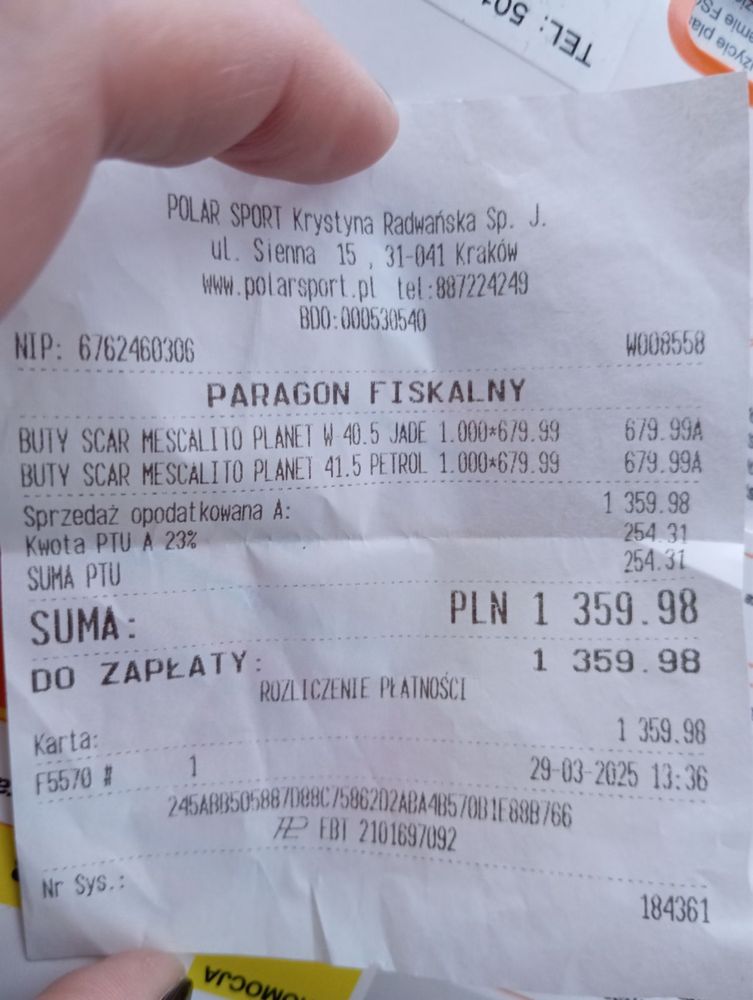 TEL: 501
POLAR SPORT Krystyna Radwańska Sp. J.
ul. Sienna 15 , 31-041 Kraków
www.polarsport.pl tel:887224249
BDO:000530540
NIP: 6762460306 W008558
PARAGON FISKALNY
BUTY SCAR MESCALITO PLANET W 40.5 JADE 1.000*679.99 679.99A
BUTY SCAR MESCALITO PLANET 41.5 PETROL 1.000*679.99 679.99A
Sprzedaż opodatkowana A: 1 359.98
Kwota PTU A 23% 254.31
SUMA PTU 254.31
SUMA: PLN 1 359.98
DO ZAPŁATY: 1 359.98
ROZLICZENIE PŁATNOŚCI
Karta: 1 359.98
F5570 # 1 29-03-2025 13:36
245ABB505887D88C75862D2ABA4B570B1E88B766
EBT 2101697092
Nr Sys.: 184361